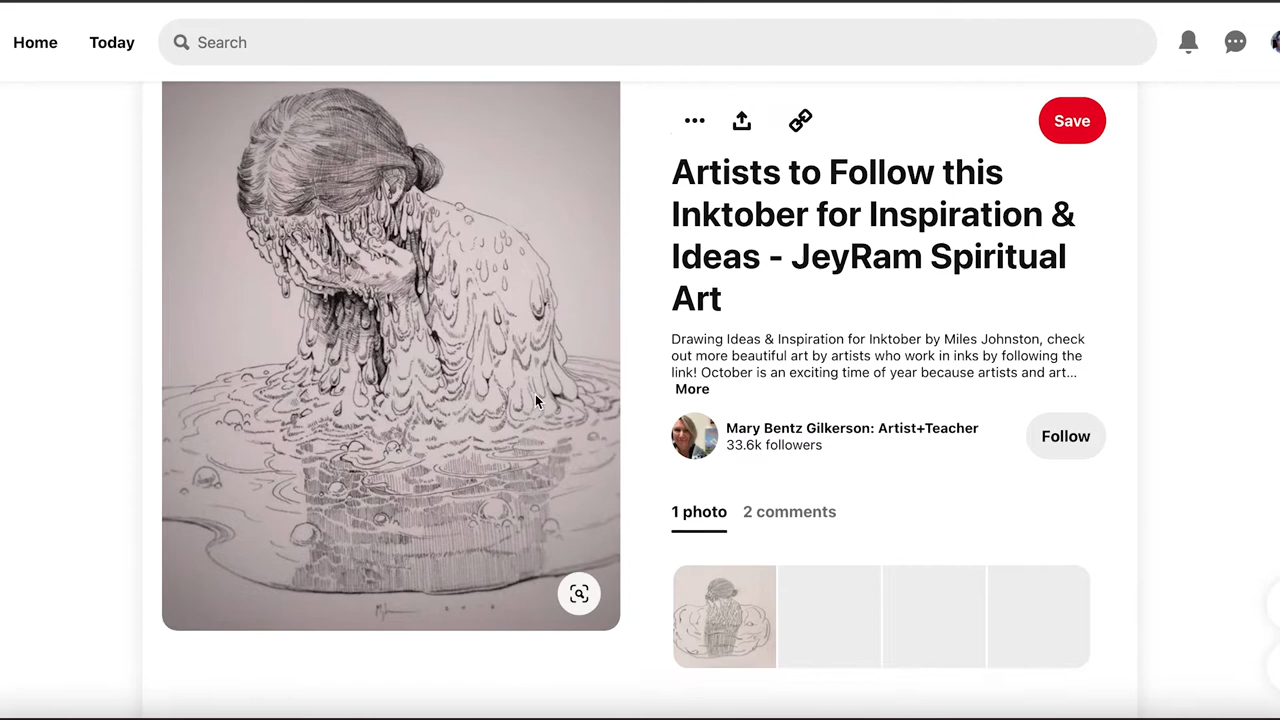 Home
Today
Search
Save
Artists to Follow this
Inktober for Inspiration &
Ideas - JeyRam Spiritual
Art
Drawing Ideas & Inspiration for Inktober by Miles Johnston, check
out more beautiful art by artists who work in inks by following the
link! October is an exciting time of year because artists and art...
More
Mary Bentz Gilkerson: Artist+Teacher
33.6k followers
Follow
1 photo
2 comments